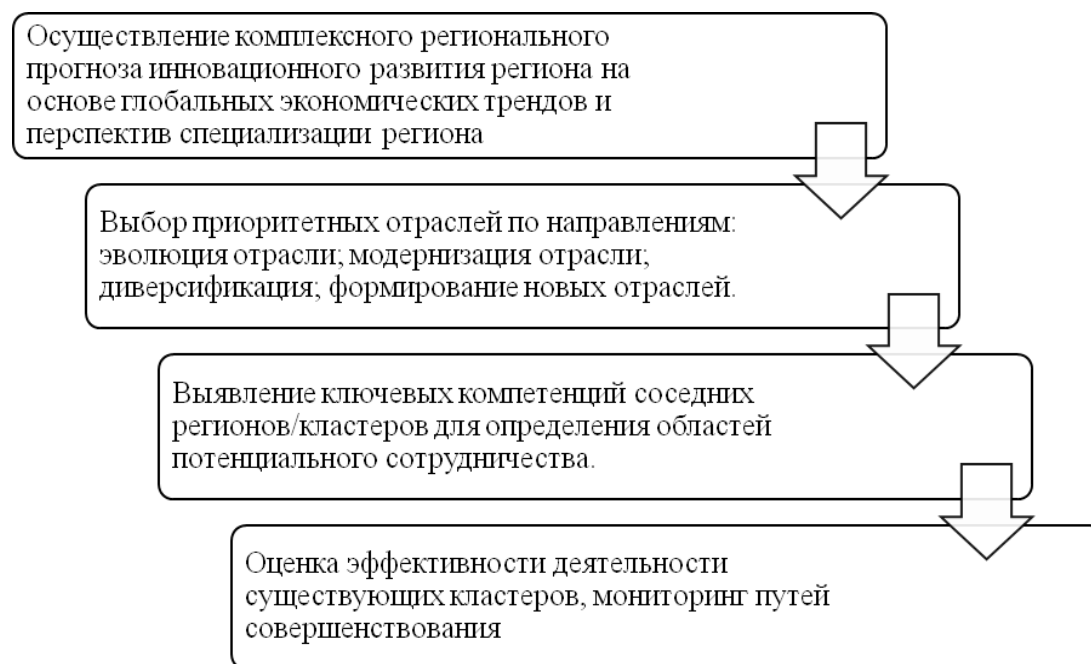 Осуществление комплексного регионального
прогноза инновационного развития региона на
основе глобальных экономических трендов и
перспектив специализации региона
Выбор приоритетных отраслей по направлениям:
эволюция отрасли; модернизация отрасли;
диверсификация; формирование новых отраслей.
Выявление ключевых компетенций соседних
регионов/кластеров для определения областей
потенциального сотрудничества.
Оценка эффективности деятельности
существующих кластеров, мониторинг путей
совершенствования